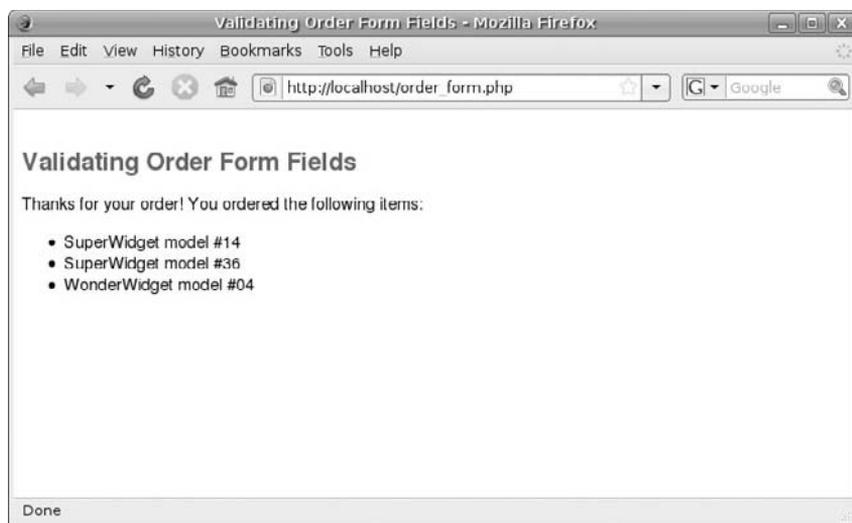 Validating Order Form Fields - Mozilla Firefox
File Edit View History Bookmarks Tools Help
http://localhost/order_form.php
G Google
Validating Order Form Fields
Thanks for your order! You ordered the following items:
• SuperWidget model #14
• SuperWidget model #36
• WonderWidget model #04
Done